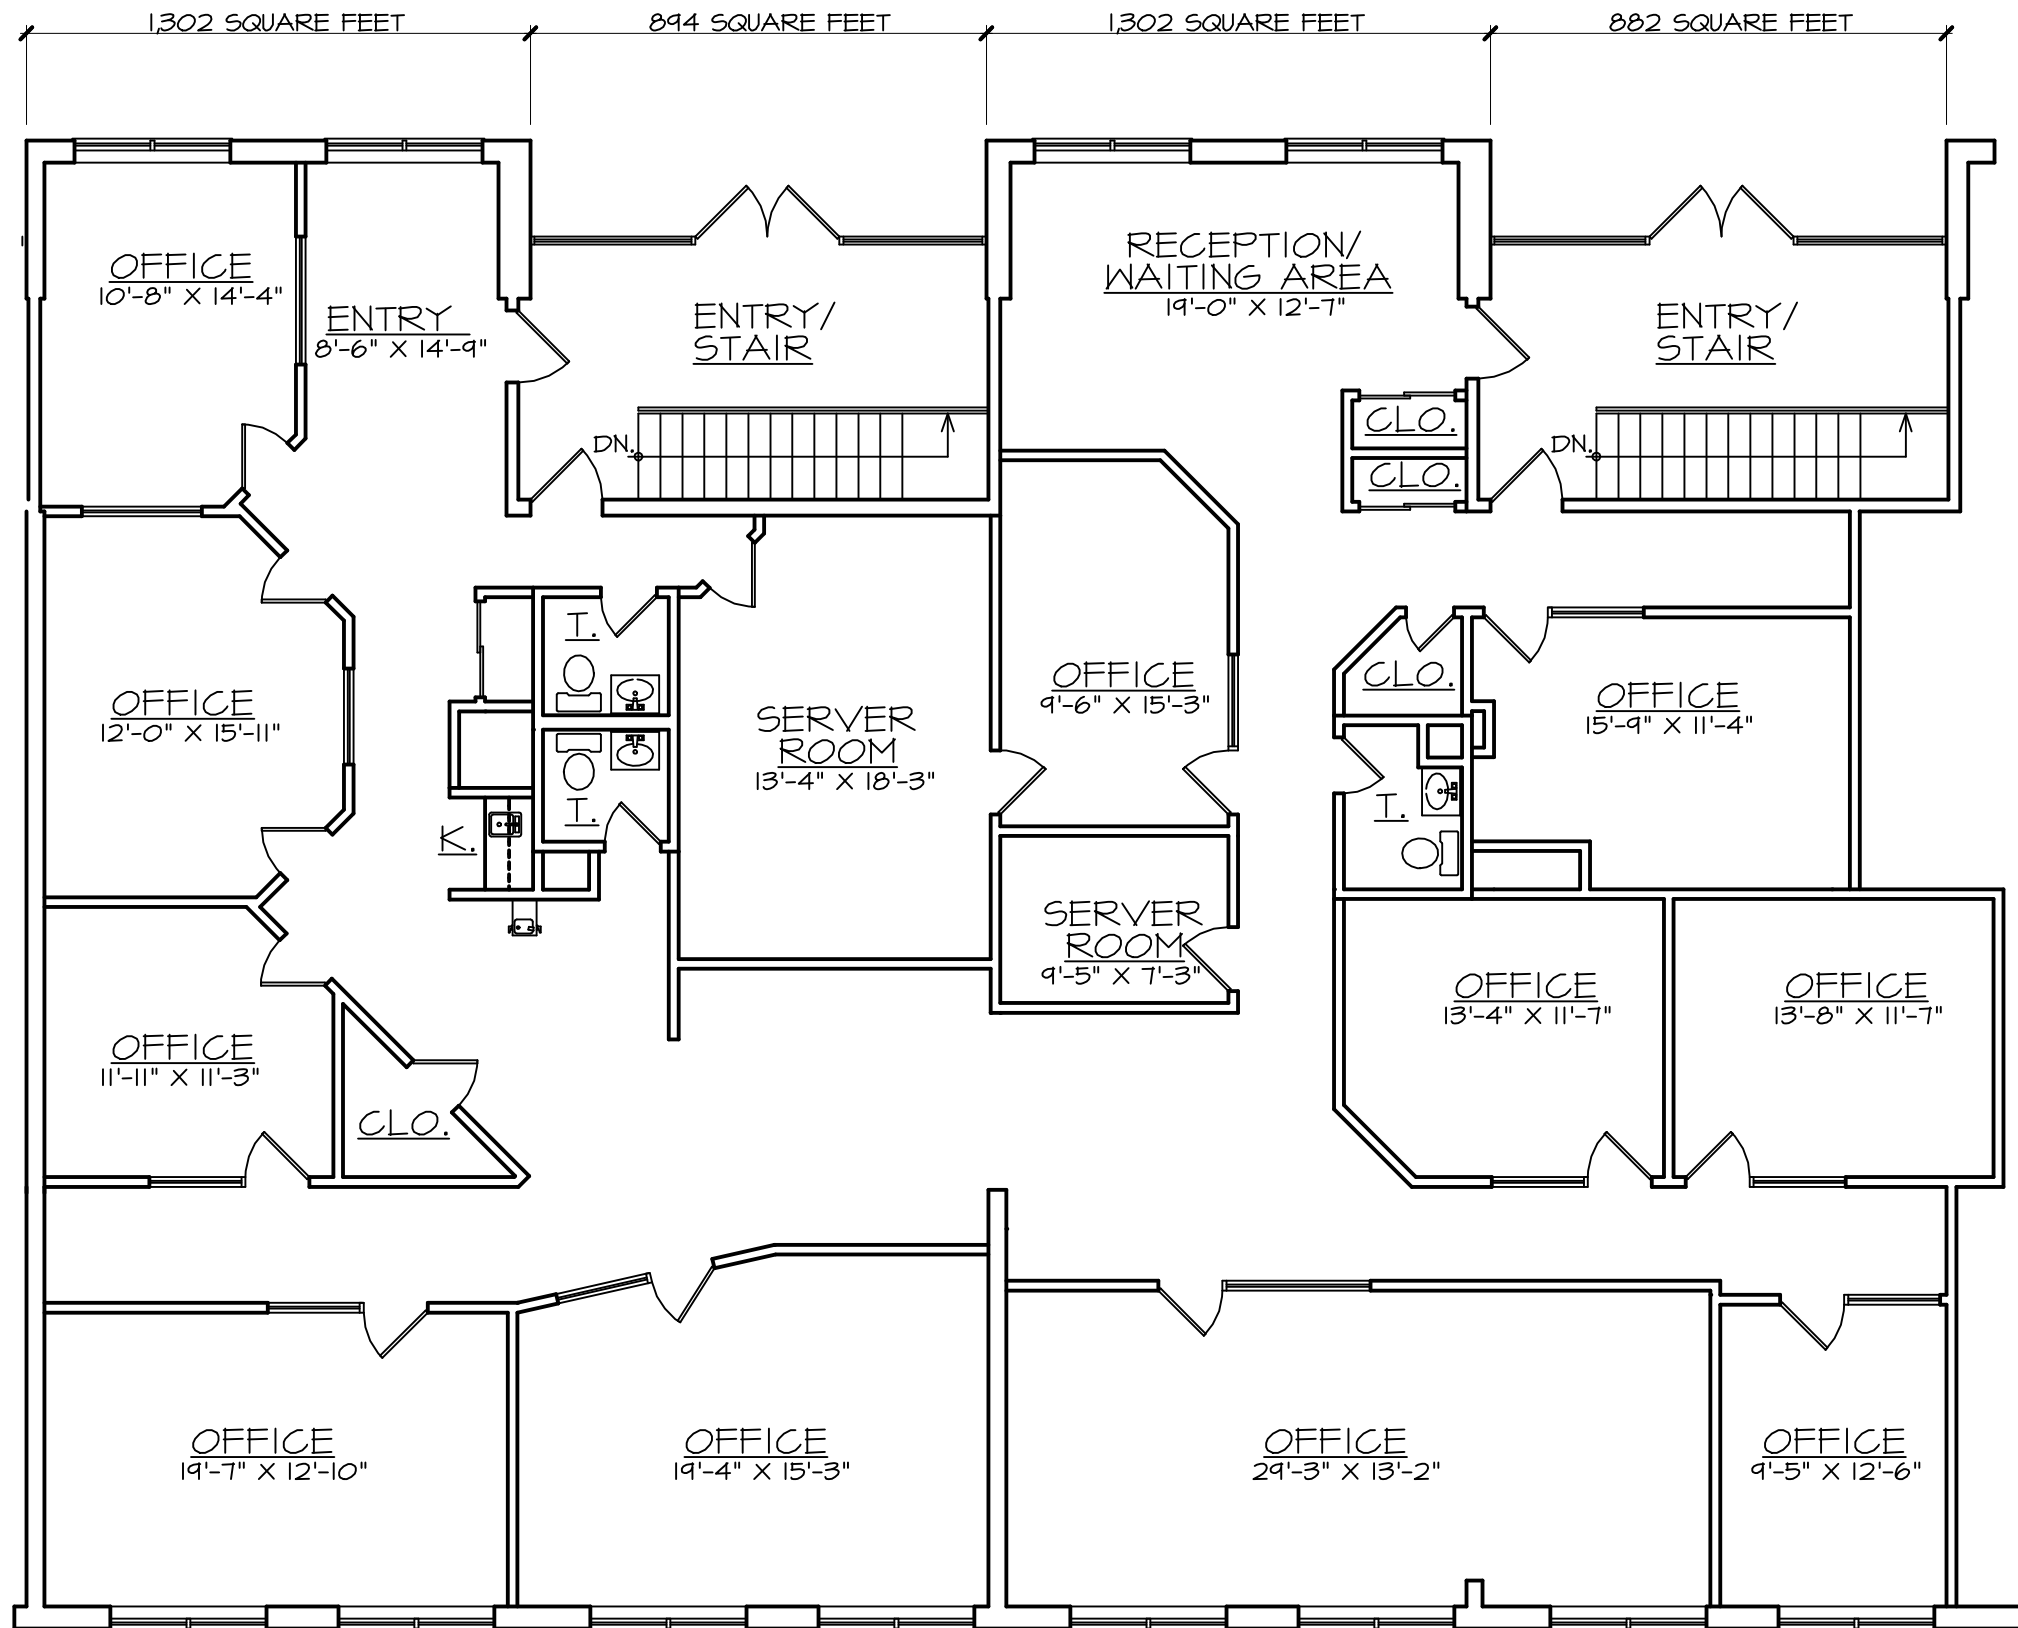 1,302 SQUARE FEET
894 SQUARE FEET
1,302 SQUARE FEET
882 SQUARE FEET
OFFICE
10'-8" X 14'-4"
ENTRY
8'-6" X 14'-9"
ENTRY/
STAIR
DN.
RECEPTION/
WAITING AREA
19'-0" X 12'-7"
CLO.
CLO.
ENTRY/
STAIR
DN.
OFFICE
12'-0" X 15'-11"
T.
T.
K.
SERVER
ROOM
13'-4" X 18'-3"
OFFICE
9'-6" X 15'-3"
CLO.
T.
OFFICE
15'-9" X 11'-4"
SERVER
ROOM
9'-5" X 7'-3"
OFFICE
13'-4" X 11'-7"
OFFICE
13'-8" X 11'-7"
OFFICE
11'-11" X 11'-3"
CLO.
OFFICE
19'-7" X 12'-10"
OFFICE
19'-4" X 15'-3"
OFFICE
29'-3" X 13'-2"
OFFICE
9'-5" X 12'-6"